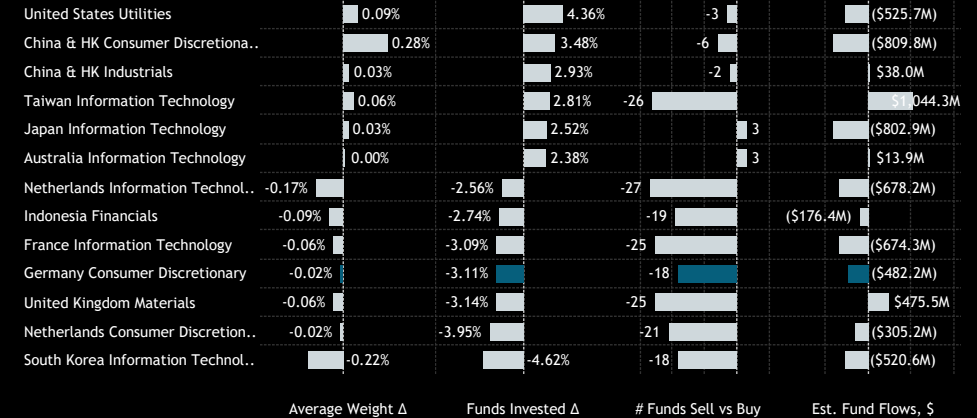 United States Utilities 0.09% 4.36% -3 ($525.7M)
China & HK Consumer Discretiona.. 0.28% 3.48% -6 ($809.8M)
China & HK Industrials 0.03% 2.93% -2 $38.0M
Taiwan Information Technology 0.06% 2.81% -26 $1,044.3M
Japan Information Technology 0.03% 2.52% 3 ($802.9M)
Australia Information Technology 0.00% 2.38% 3 $13.9M
Netherlands Information Technol.. -0.17% -2.56% -27 ($678.2M)
Indonesia Financials -0.09% -2.74% -19 ($176.4M)
France Information Technology -0.06% -3.09% -25 ($674.3M)
Germany Consumer Discretionary -0.02% -3.11% -18 ($482.2M)
United Kingdom Materials -0.06% -3.14% -25 $475.5M
Netherlands Consumer Discretion.. -0.02% -3.95% -21 ($305.2M)
South Korea Information Technol.. -0.22% -4.62% -18 ($520.6M)
Average Weight Δ Funds Invested Δ # Funds Sell vs Buy Est. Fund Flows, $